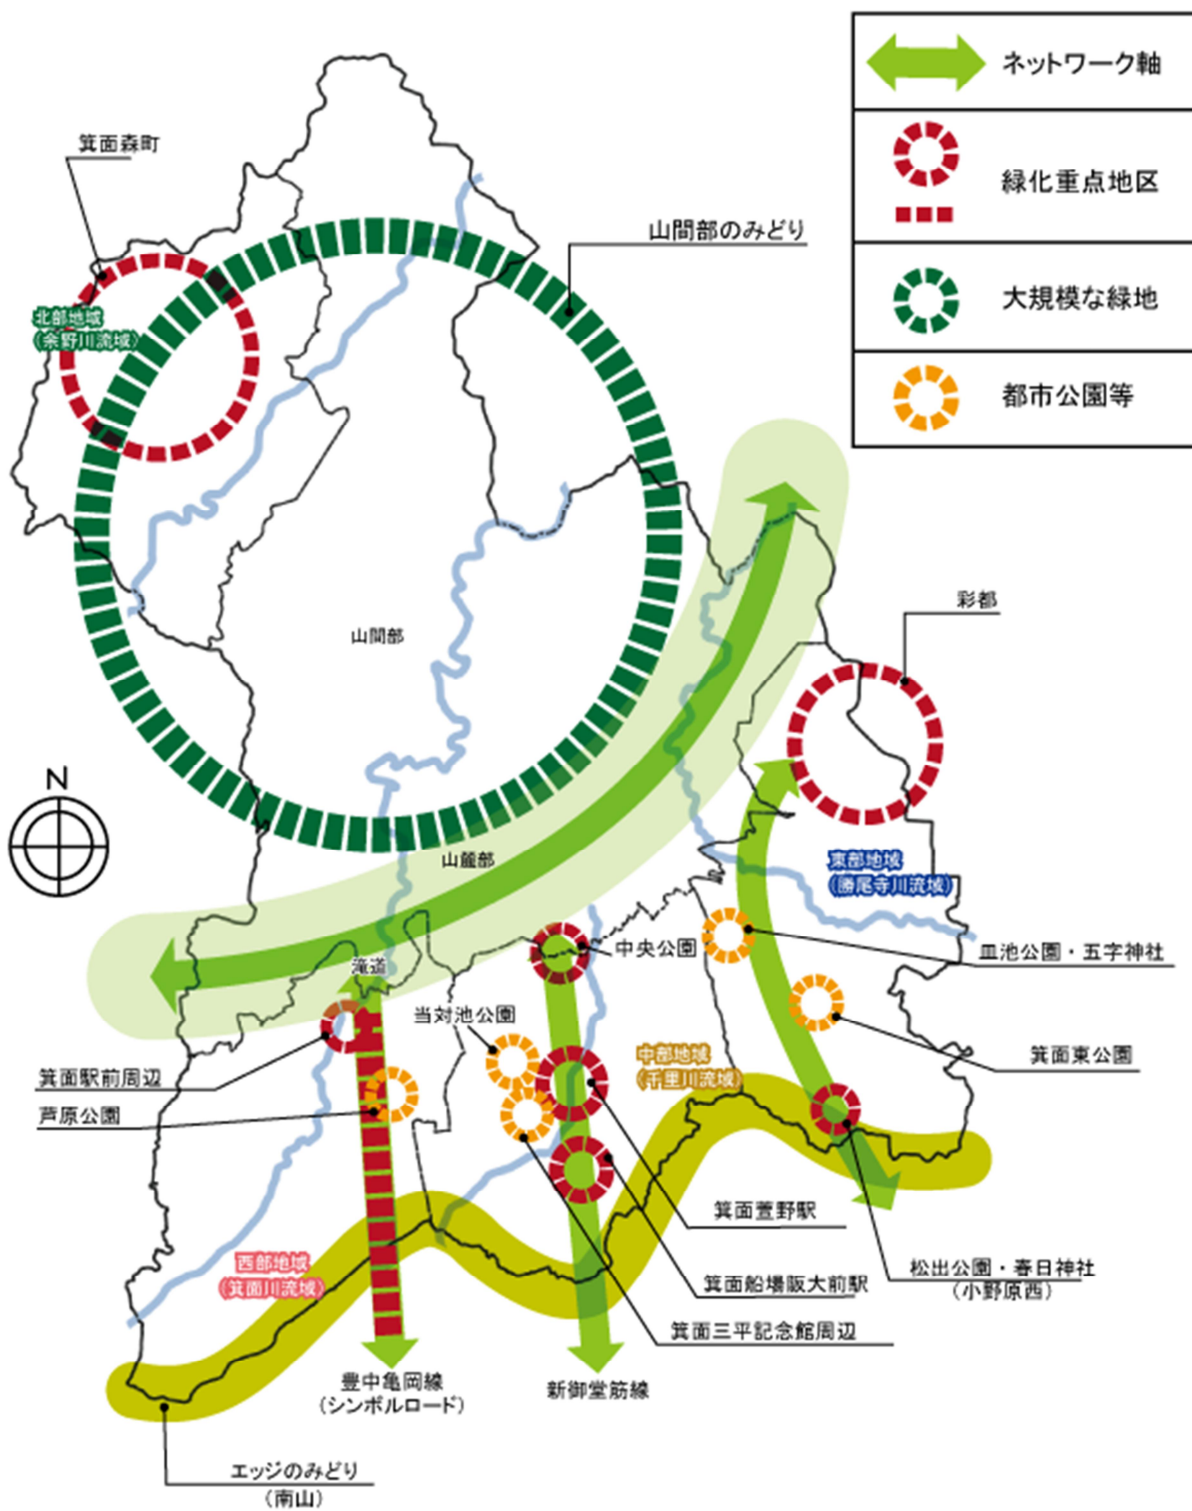 ネットワーク軸
緑化重点地区
大規模な緑地
都市公園等
箕面森町
山間部のみどり
北部地域
(余野川流域)
彩都
山間部
N
山麓部
東部地域
(勝尾寺川流域)
中央公園
皿池公園・五字神社
滝道
当対池公園
箕面東公園
中部地域
(千里川流域)
箕面駅前周辺
芦原公園
箕面萱野駅
西部地域
(箕面川流域)
松出公園・春日神社
(小野原西)
箕面船場阪大前駅
箕面三平記念館周辺
豊中亀岡線
(シンボルロード)
新御堂筋線
エッジのみどり
(南山)